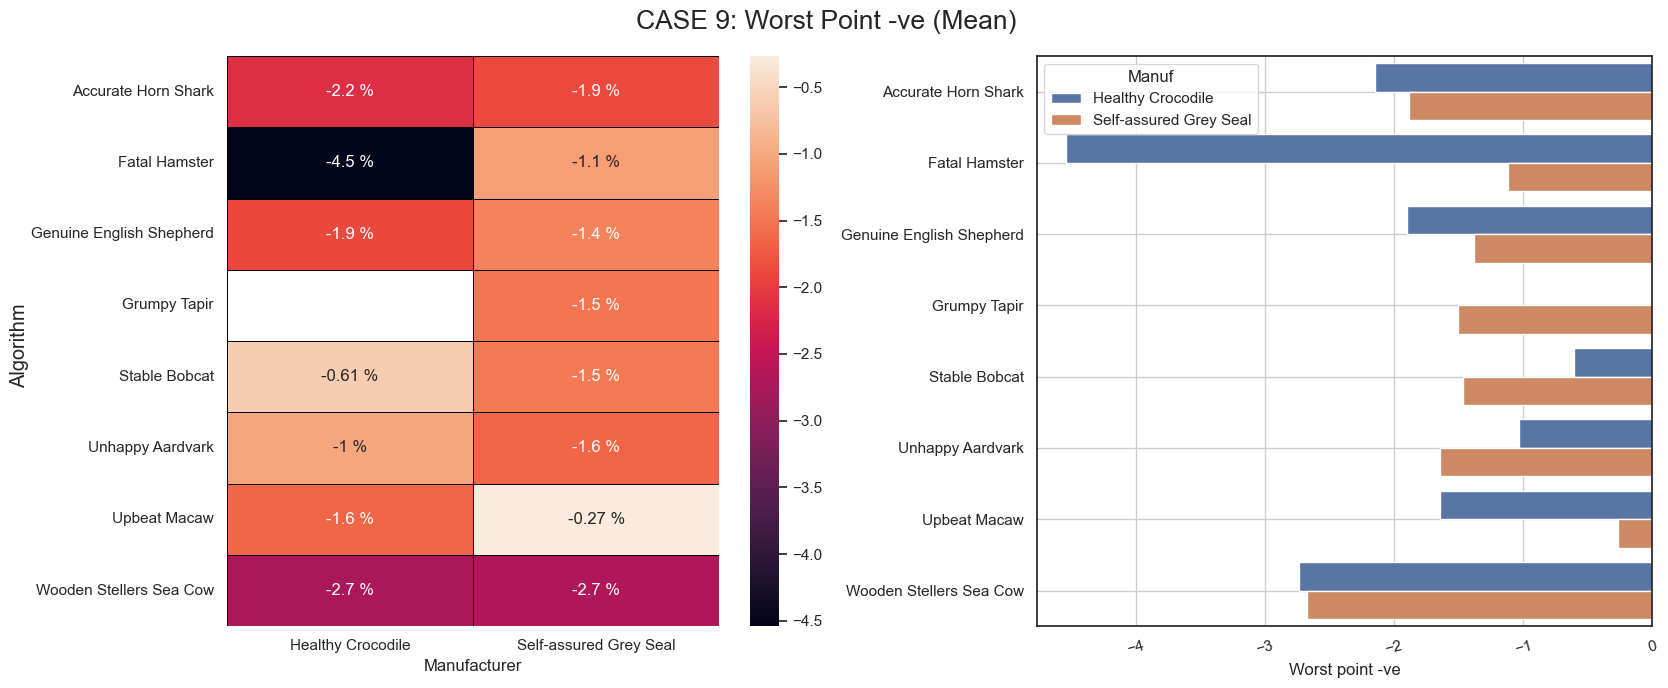 CASE 9: Worst Point -ve (Mean)
Algorithm
Accurate Horn Shark
-2.2 %
-1.9 %
Fatal Hamster
-4.5 %
-1.1 %
Genuine English Shepherd
-1.9 %
-1.4 %
Grumpy Tapir
-1.5 %
Stable Bobcat
-0.61 %
-1.5 %
Unhappy Aardvark
-1 %
-1.6 %
Upbeat Macaw
-1.6 %
-0.27 %
Wooden Stellers Sea Cow
-2.7 %
-2.7 %
Healthy Crocodile
Self-assured Grey Seal
Manufacturer
−0.5
−1.0
−1.5
−2.0
−2.5
−3.0
−3.5
−4.0
−4.5
Manuf
Healthy Crocodile
Self-assured Grey Seal
Accurate Horn Shark
Fatal Hamster
Genuine English Shepherd
Grumpy Tapir
Stable Bobcat
Unhappy Aardvark
Upbeat Macaw
Wooden Stellers Sea Cow
−4
−3
−2
−1
0
Worst point -ve